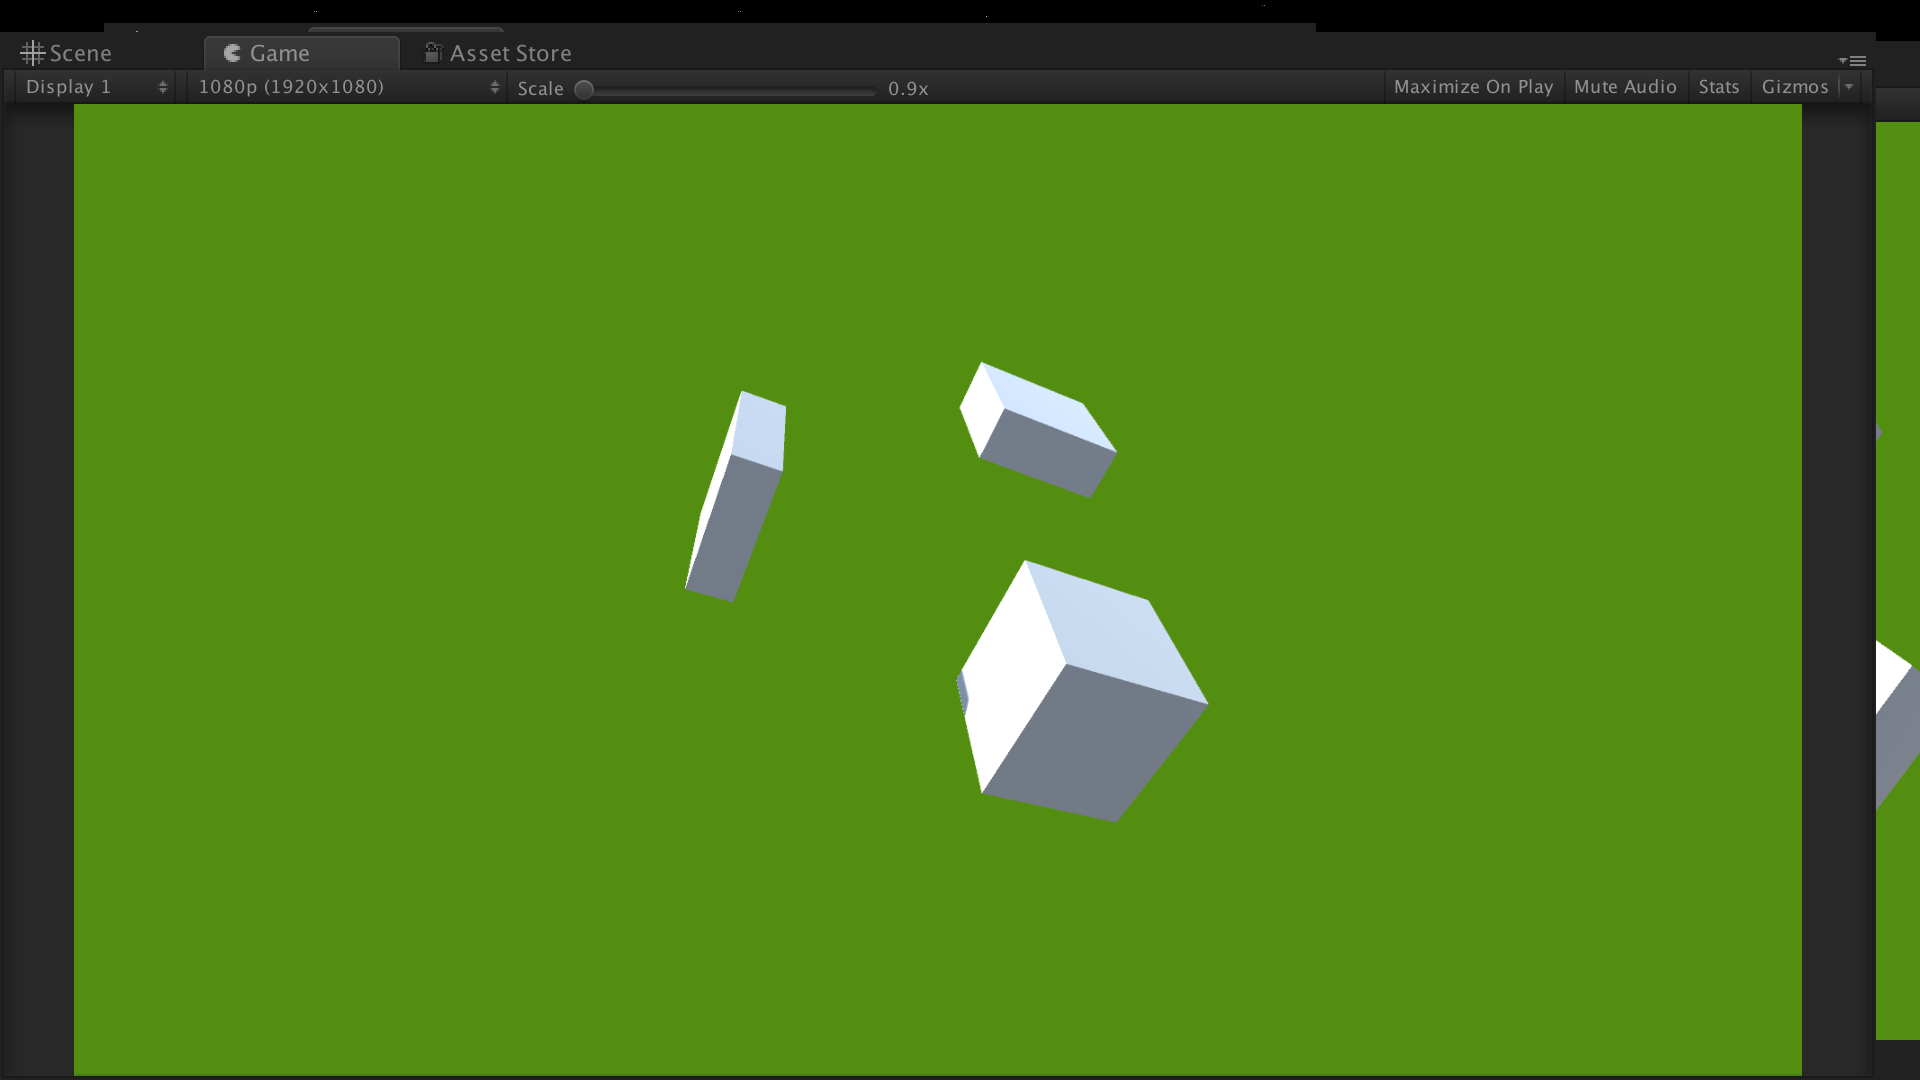 Scene Game Asset Store
Display 1 1080p (1920x1080) Scale 0.9x Maximize On Play Mute Audio Stats Gizmos